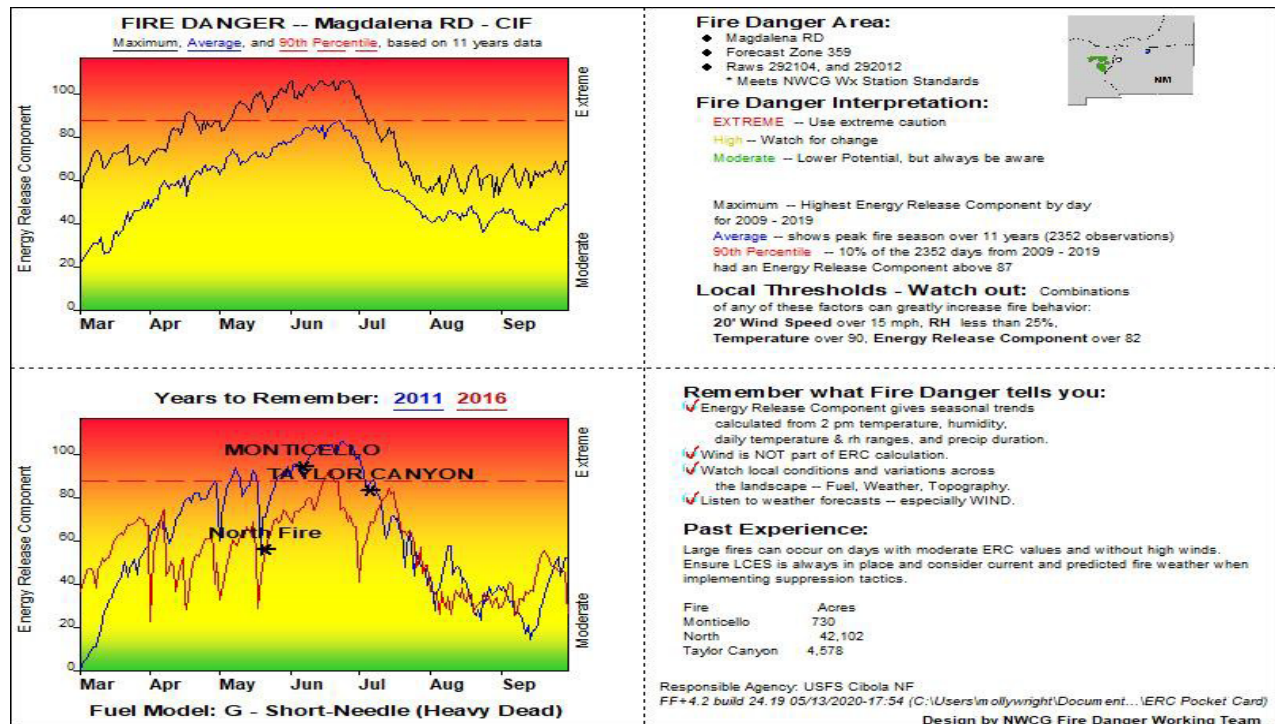 FIRE DANGER -- Magdalena RD - CIF
Maximum, Average, and 90th Percentile, based on 11 years data
Energy Release Component
100
80
60
40
20
0
Extreme
Moderate
Mar Apr May Jun Jul Aug Sep
Fire Danger Area:
Magdalena RD
Forecast Zone 359
Raws 292104, and 292012
* Meets NWCG Wx Station Standards
NM
Fire Danger Interpretation:
EXTREME -- Use extreme caution
High -- Watch for change
Moderate -- Lower Potential, but always be aware
Maximum -- Highest Energy Release Component by day
for 2009 - 2019
Average -- shows peak fire season over 11 years (2352 observations)
90th Percentile -- 10% of the 2352 days from 2009 - 2019
had an Energy Release Component above 87
Local Thresholds - Watch out: Combinations
of any of these factors can greatly increase fire behavior:
20' Wind Speed over 15 mph, RH less than 25%,
Temperature over 90, Energy Release Component over 82
Years to Remember: 2011 2016
Energy Release Component
100
80
60
40
20
0
MONTICELLO
TAYLOR CANYON
North Fire
Extreme
Moderate
Mar Apr May Jun Jul Aug Sep
Fuel Model: G - Short-Needle (Heavy Dead)
Remember what Fire Danger tells you:
Energy Release Component gives seasonal trends
calculated from 2 pm temperature, humidity,
daily temperature & rh ranges, and precip duration.
Wind is NOT part of ERC calculation.
Watch local conditions and variations across
the landscape -- Fuel, Weather, Topography.
Listen to weather forecasts -- especially WIND.
Past Experience:
Large fires can occur on days with moderate ERC values and without high winds.
Ensure LCES is always in place and consider current and predicted fire weather when
implementing suppression tactics.
Fire Acres
Monticello 730
North 42,102
Taylor Canyon 4,578
Responsible Agency: USFS Cibola NF
FF+4.2 build 24.19 05/13/2020-17:54 (C:\Users\mollywright\Document...\ERC Pocket Card)
Design by NWCG Fire Danger Working Team